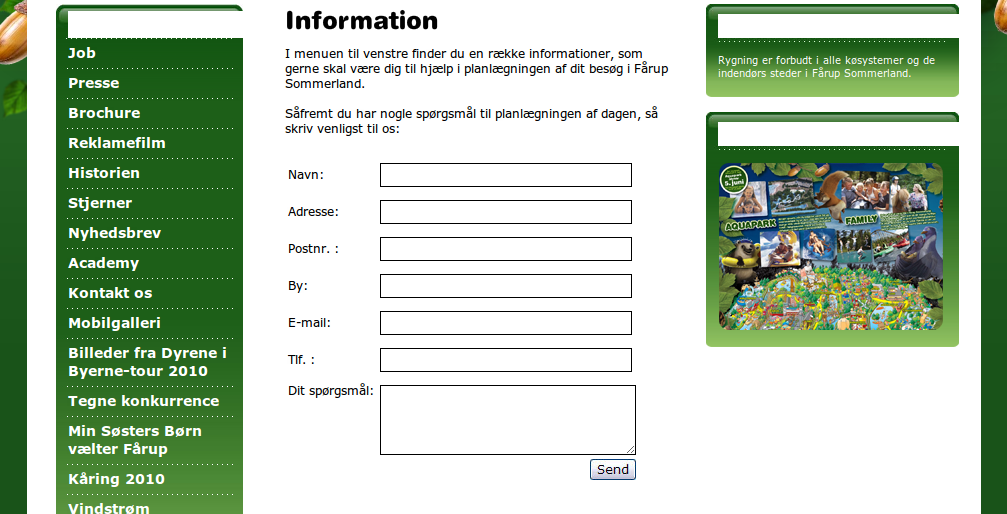 Job
Presse
Brochure
Reklamefilm
Historien
Stjerner
Nyhedsbrev
Academy
Kontakt os
Mobilgalleri
Billeder fra Dyrene i
Byerne-tour 2010
Tegne konkurrence
Min Søsters Børn
vælter Fårup
Kåring 2010
Vindstrøm
Information
I menuen til venstre finder du en række informationer, som
gerne skal være dig til hjælp i planlægningen af dit besøg i Fårup
Sommerland.
Såfremt du har nogle spørgsmål til planlægningen af dagen, så
skriv venligst til os:
Navn:
Adresse:
Postnr. :
By:
E-mail:
Tlf. :
Dit spørgsmål:
Send
Rygning er forbudt i alle køsystemer og de
indendørs steder i Fårup Sommerland.
5. juni
AQUAPARK
FAMILY